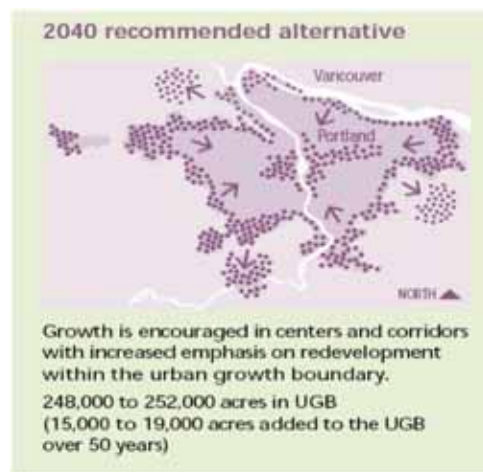 2040 recommended alternative
Vancouver
Portland
NORTH
Growth is encouraged in centers and corridors
with increased emphasis on redevelopment
within the urban growth boundary.
248,000 to 252,000 acres in UGB
(15,000 to 19,000 acres added to the UGB
over 50 years)